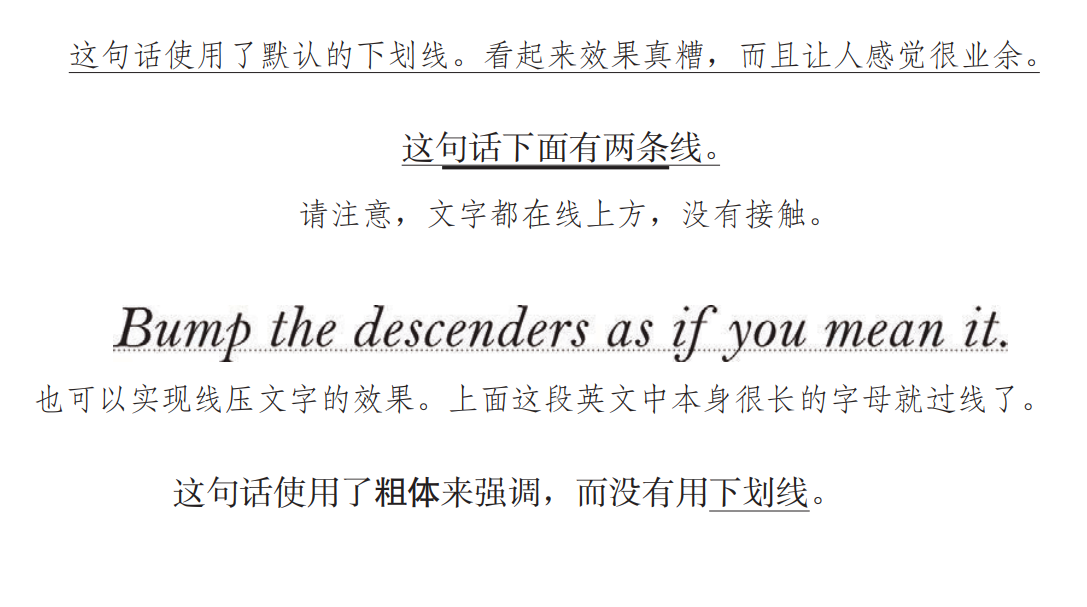 这句话使用了默认的下划线。看起来效果真糟，而且让人感觉很业余。
这句话下面有两条线。
请注意，文字都在线上方，没有接触。
Bump the descenders as if you mean it.
也可以实现线压文字的效果。上面这段英文中本身很长的字母就过线了。
这句话使用了粗体来强调，而没有用下划线。